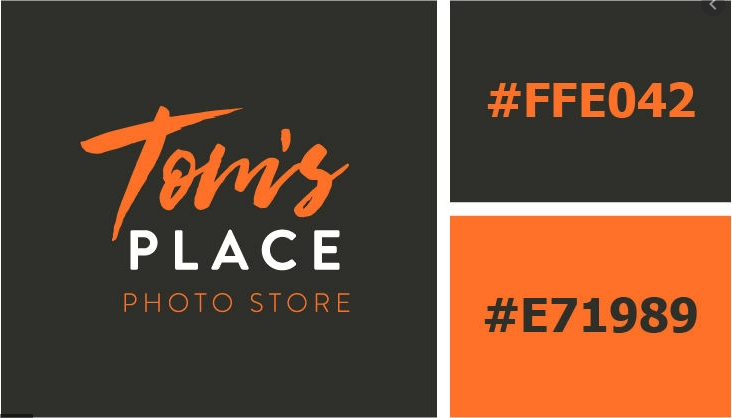 Tom's
PLACE
PHOTO STORE
#FFE042
#E71989